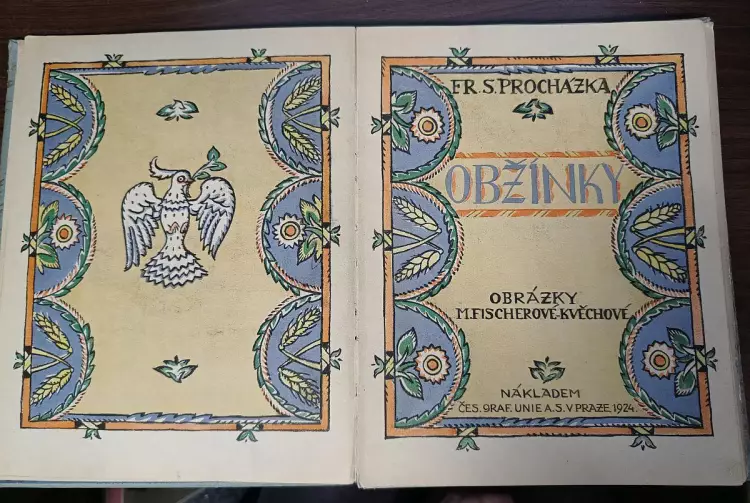 FR. S. PROCHÁZKA
OBŽÍNKY
OBRÁZKY
M. FISCHEROVÉ-KVĚCHOVÉ
NÁKLADEM
ČES. GRAF. UNIE A. S. V PRAZE, 1924.